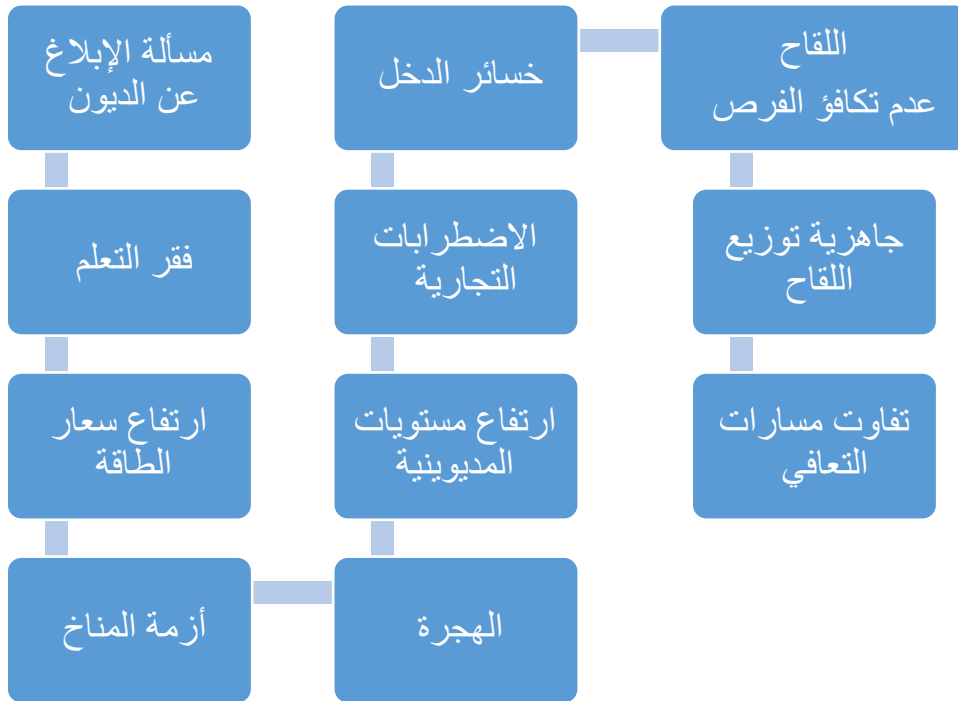 اللقاح
عدم تكافؤ الفرص
خسائر الدخل
مسألة الإبلاغ
عن الديون
جاهزية توزيع
اللقاح
الاضطرابات
التجارية
فقر التعلم
تفاوت مسارات
التعافي
ارتفاع مستويات
المديوينية
ارتفاع سعار
الطاقة
الهجرة
أزمة المناخ